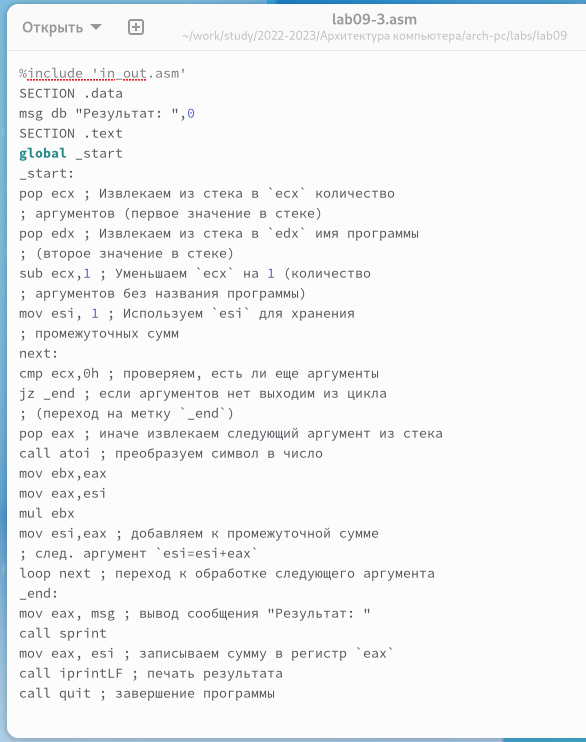 Открыть
lab09-3.asm
~/work/study/2022-2023/Архитектура компьютера/arch-pc/labs/lab09
%include 'in_out.asm'
SECTION .data
msg db "Результат: ",0
SECTION .text
global _start
_start:
pop ecx ; Извлекаем из стека в `ecx` количество
; аргументов (первое значение в стеке)
pop edx ; Извлекаем из стека в `edx` имя программы
; (второе значение в стеке)
sub ecx,1 ; Уменьшаем `ecx` на 1 (количество
; аргументов без названия программы)
mov esi, 1 ; Используем `esi` для хранения
; промежуточных сумм
next:
cmp ecx,0h ; проверяем, есть ли еще аргументы
jz _end ; если аргументов нет выходим из цикла
; (переход на метку `_end`)
pop eax ; иначе извлекаем следующий аргумент из стека
call atoi ; преобразуем символ в число
mov ebx,eax
mov eax,esi
mul ebx
mov esi,eax ; добавляем к промежуточной сумме
; след. аргумент `esi=esi+eax`
loop next ; переход к обработке следующего аргумента
_end:
mov eax, msg ; вывод сообщения "Результат: "
call sprint
mov eax, esi ; записываем сумму в регистр `eax`
call iprintLF ; печать результата
call quit ; завершение программы